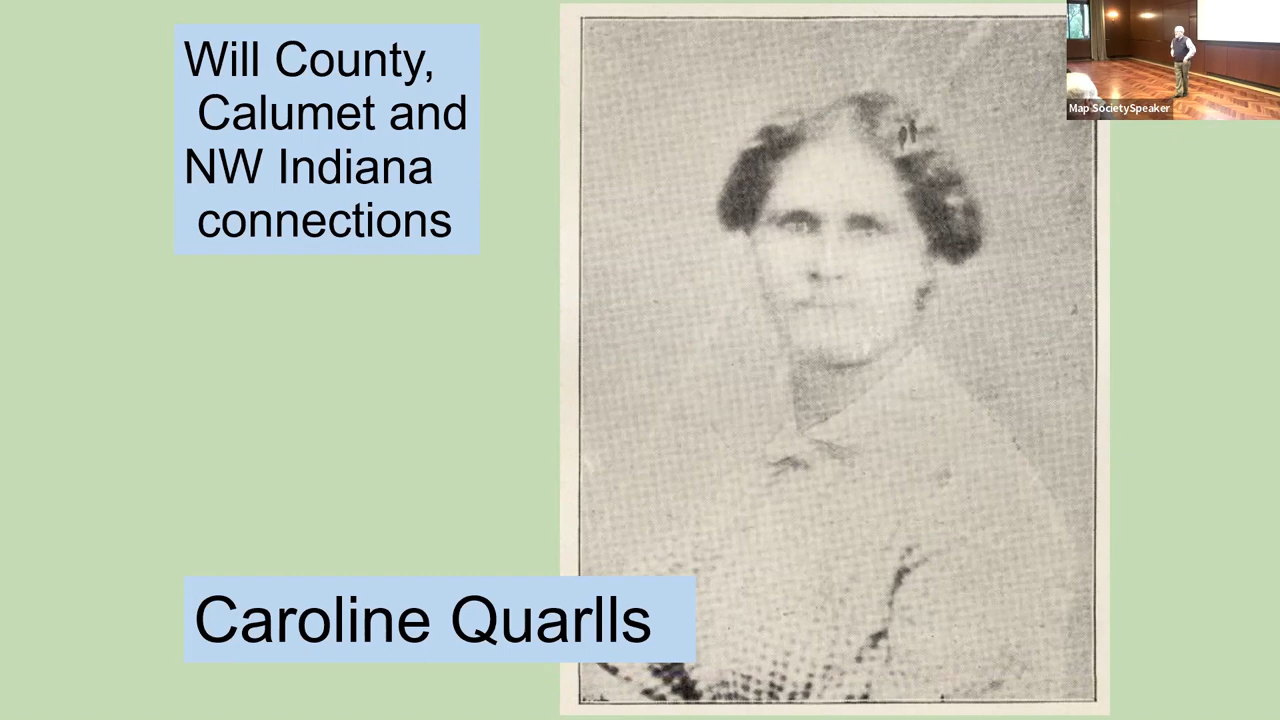 Will County,
Calumet and
NW Indiana
connections
Map SocietySpeaker
Caroline Quarlls